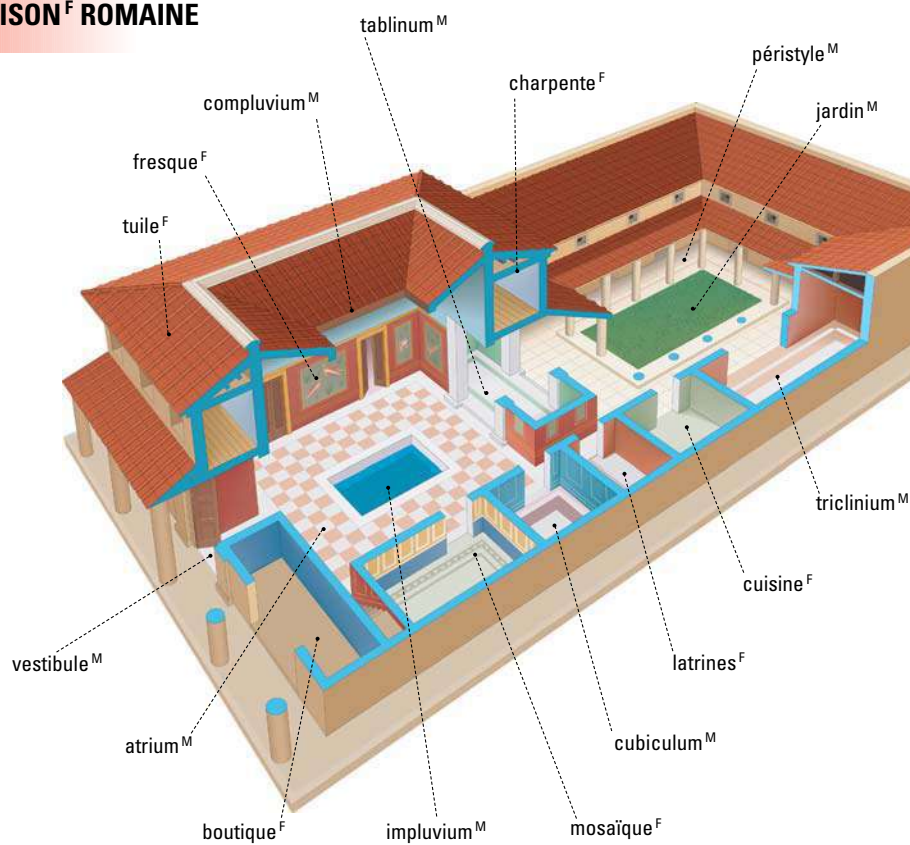 ISON F ROMAINE
tablinum M
péristyle M
charpente F
compluvium M
jardin M
fresque F
tuile F
triclinium M
cuisine F
vestibule M
latrines F
atrium M
cubiculum M
boutique F
impluvium M
mosaïque F